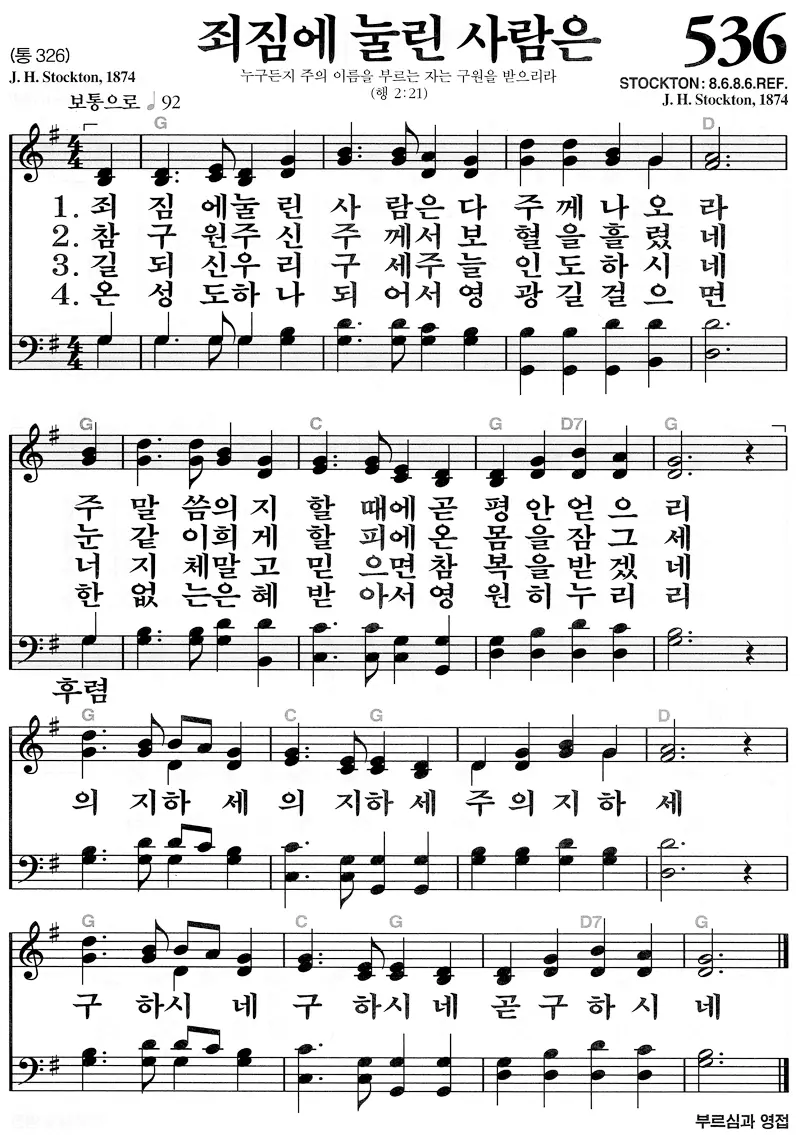 (통 326)
죄짐에 눌린 사람은
536
J. H. Stockton, 1874
누구든지 주의 이름을 부르는 자는 구원을 받으리라
(행 2:21)
STOCKTON: 8.6.8.6.REF.
J. H. Stockton, 1874
보통으로 ♩92
G D
4 4
1. 죄 짐 에눌 린 사 람은 다 주 께 나 오 라
2. 참 구 원주 신 주 께서 보 혈 을 흘 렸 네
3. 길 되 신우 리 구 세주 늘 인 도 하 시 네
4. 온 성 도하 나 되 어서 영 광 길 걸 으 면
4 4
G C G D7 G
주 말 씀의 지 할 때에 곧 평 안 얻 으 리
눈 같 이희 게 할 피에 온 몸 을 잠 그 세
너 지 체말 고 믿 으면 참 복 을 받 겠 네
한 없 는은 혜 받 아서 영 원 히 누 리 리
후렴
G C G D
의 지하 세 의 지하 세 주 의 지 하 세
G C G D7 G
구 하시 네 구 하시 네 곧 구 하 시 네
부르심과 영접